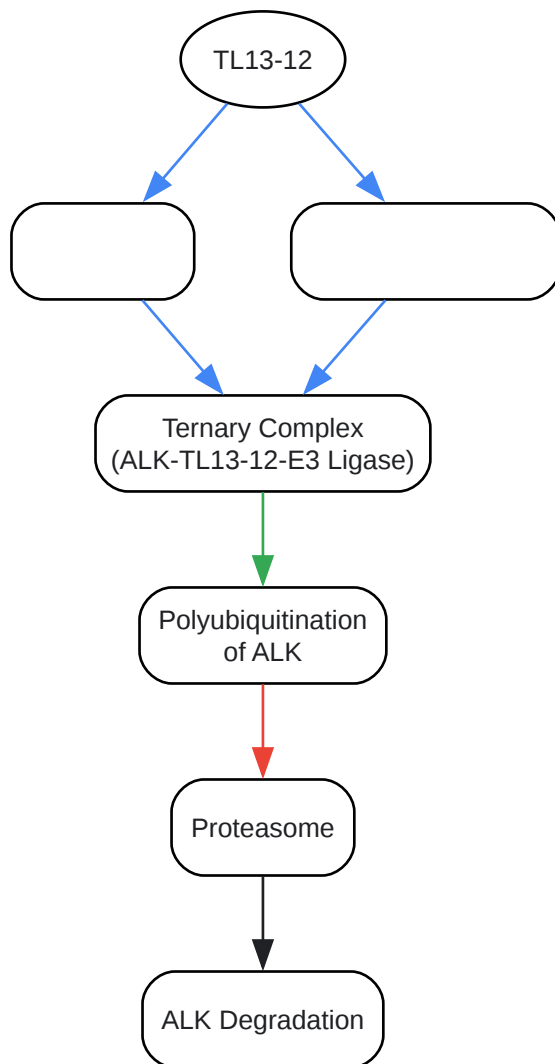 TL13-12
Ternary Complex
(ALK-TL13-12-E3 Ligase)
Polyubiquitination
of ALK
Proteasome
ALK Degradation